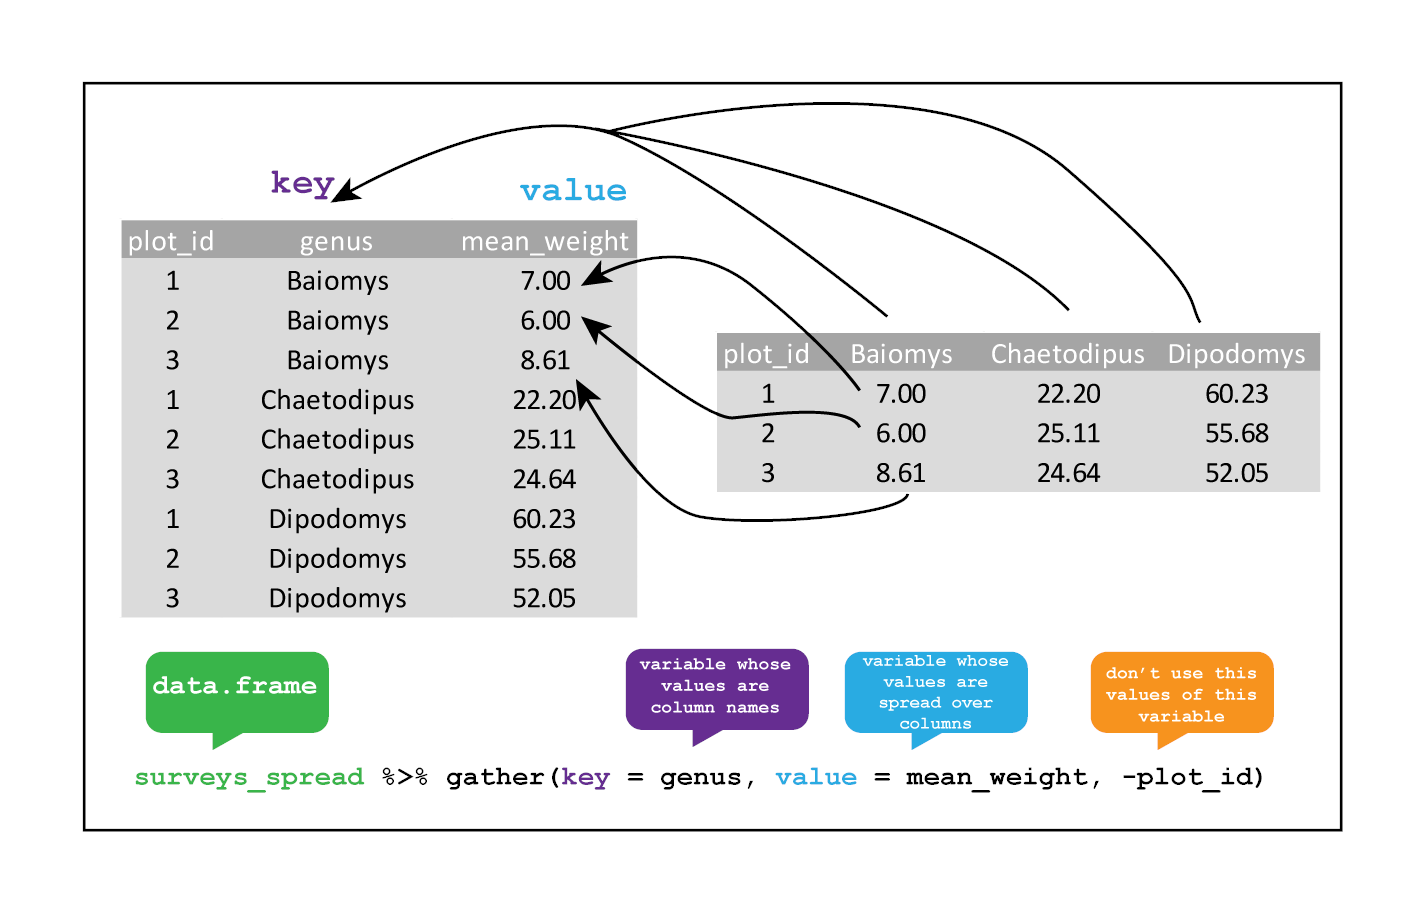 key value
plot_id genus mean_weight
1 Baiomys 7.00
2 Baiomys 6.00
3 Baiomys 8.61
1 Chaetodipus 22.20
2 Chaetodipus 25.11
3 Chaetodipus 24.64
1 Dipodomys 60.23
2 Dipodomys 55.68
3 Dipodomys 52.05
plot_id Baiomys Chaetodipus Dipodomys
1 7.00 22.20 60.23
2 6.00 25.11 55.68
3 8.61 24.64 52.05
data.frame
variable whose
values are
column names
variable whose
values are
spread over
columns
don't use this
values of this
variable
surveys_spread %>% gather(key = genus, value = mean_weight, -plot_id)